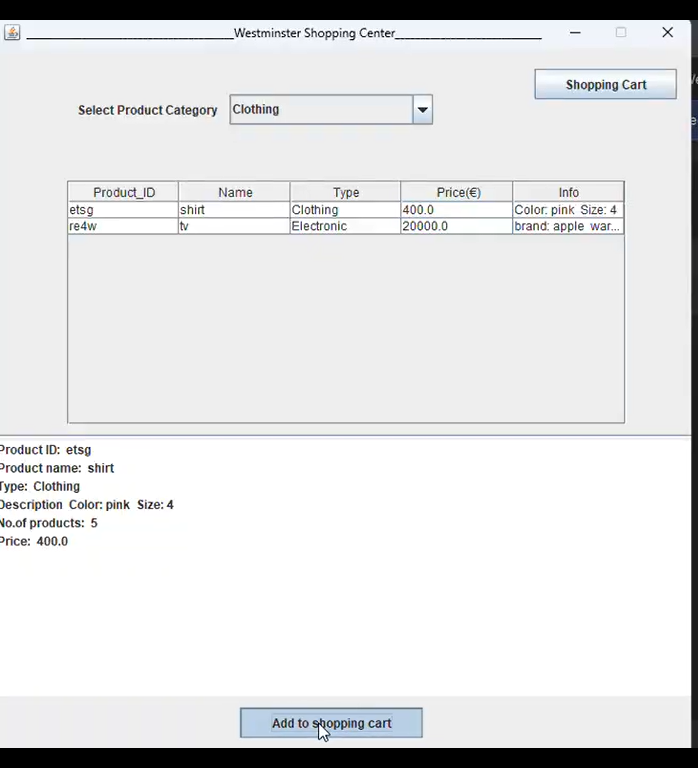 Westminster Shopping Center
Shopping Cart
Select Product Category Clothing
Product_ID Name Type Price(€) Info
etsg shirt Clothing 400.0 Color: pink Size: 4
re4w tv Electronic 20000.0 brand: apple war...
Product ID: etsg
Product name: shirt
Type: Clothing
Description Color: pink Size: 4
No.of products: 5
Price: 400.0
Add to shopping cart